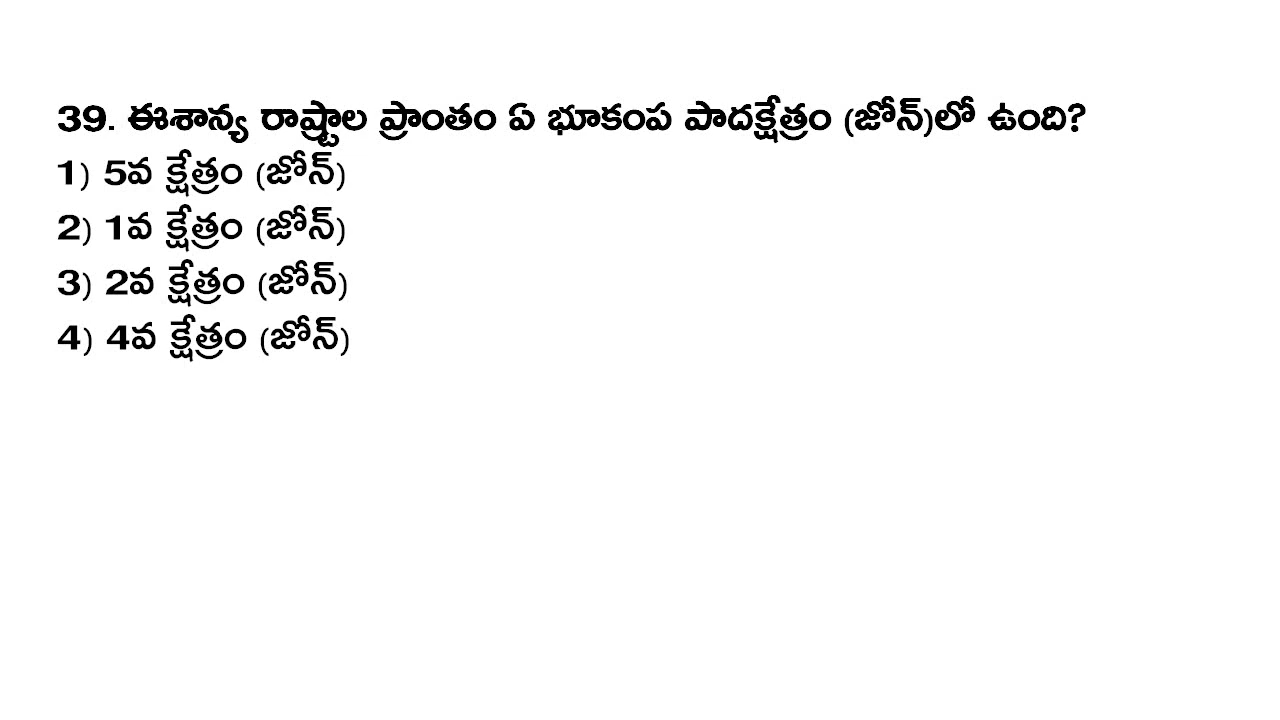 39. ఈశాన్య రాష్ట్రాల ప్రాంతం ఏ భూకంప పాదక్షేత్రం (జోన్)లో ఉంది?
1) 5వ క్షేత్రం (జోన్)
2) 1వ క్షేత్రం (జోన్)
3) 2వ క్షేత్రం (జోన్)
4) 4వ క్షేత్రం (జోన్)